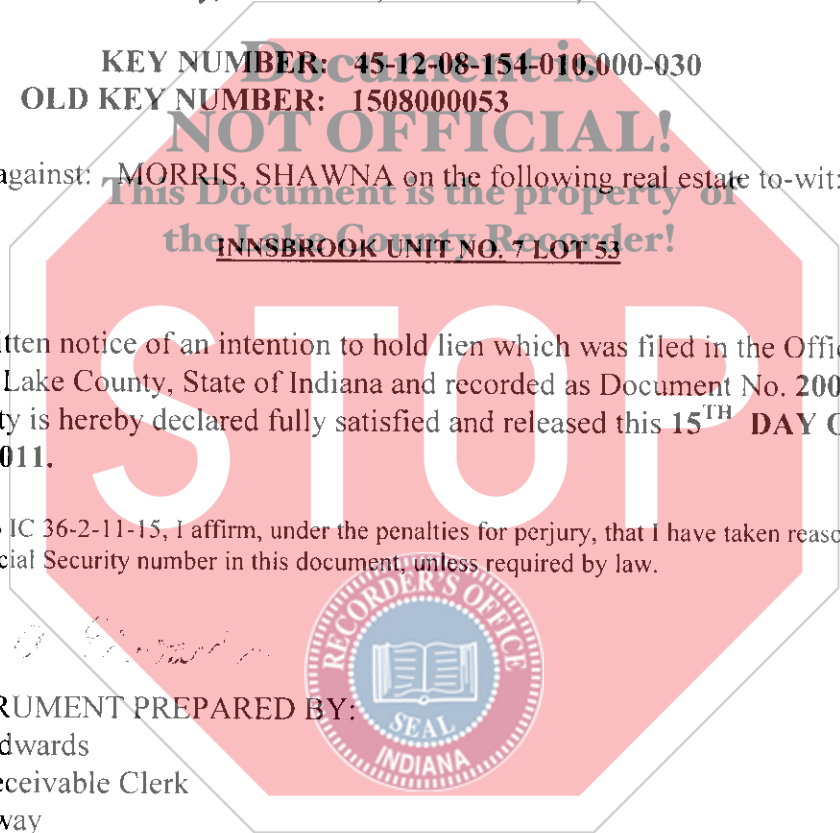 KEY NUMBER: 45-12-08-154-010.000-030
Document is
OLD KEY NUMBER: 1508000053
NOT OFFICIAL!
against: MORRIS, SHAWNA on the following real estate to-wit:
This Document is the property of
the Lake County Recorder!
INNSBROOK UNIT NO. 7 LOT 53
STOP
itten notice of an intention to hold lien which was filed in the Offic
Lake County, State of Indiana and recorded as Document No. 200
ty is hereby declared fully satisfied and released this 15TH DAY O
011.
IC 36-2-11-15, I affirm, under the penalties for perjury, that I have taken reaso
cial Security number in this document, unless required by law.
RECORDER'S OFFICE
SEAL
INDIANA
RUMENT PREPARED BY:
dwards
eceivable Clerk
way